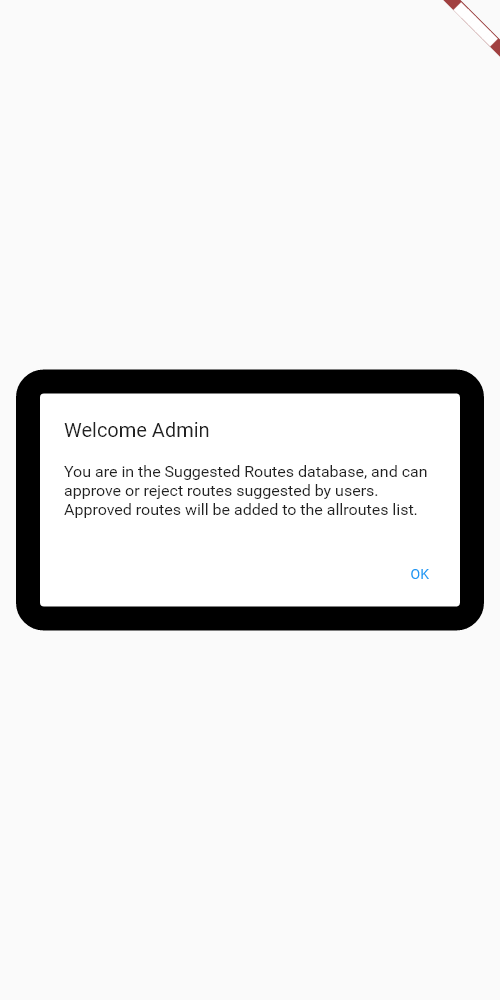 Welcome Admin
You are in the Suggested Routes database, and can
approve or reject routes suggested by users.
Approved routes will be added to the allroutes list.
OK